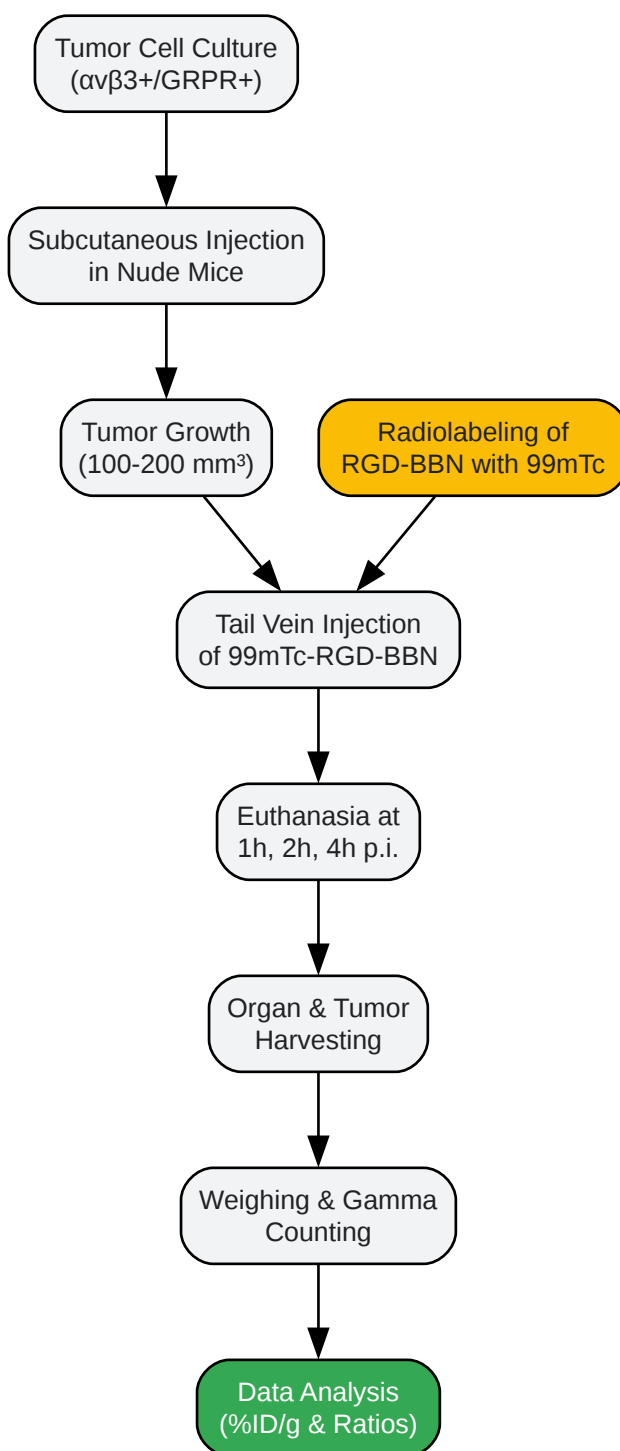 Tumor Cell Culture
(αvβ3+/GRPR+)
Subcutaneous Injection
in Nude Mice
Tumor Growth
(100-200 mm³)
Radiolabeling of
RGD-BBN with 99mTc
Tail Vein Injection
of 99mTc-RGD-BBN
Euthanasia at
1h, 2h, 4h p.i.
Organ & Tumor
Harvesting
Weighing & Gamma
Counting
Data Analysis
(%ID/g & Ratios)